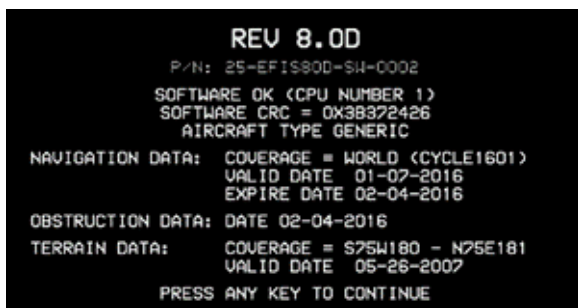 REV 8.0D
P/N: 25-EFIS80D-SW-0002
SOFTWARE OK (CPU NUMBER 1)
SOFTWARE CRC = 0X3B372426
AIRCRAFT TYPE GENERIC
NAVIGATION DATA: COVERAGE = WORLD (CYCLE1601)
VALID DATE 01-07-2016
EXPIRE DATE 02-04-2016
OBSTRUCTION DATA: DATE 02-04-2016
TERRAIN DATA: COVERAGE = S75W180 - N75E181
VALID DATE 05-26-2007
PRESS ANY KEY TO CONTINUE